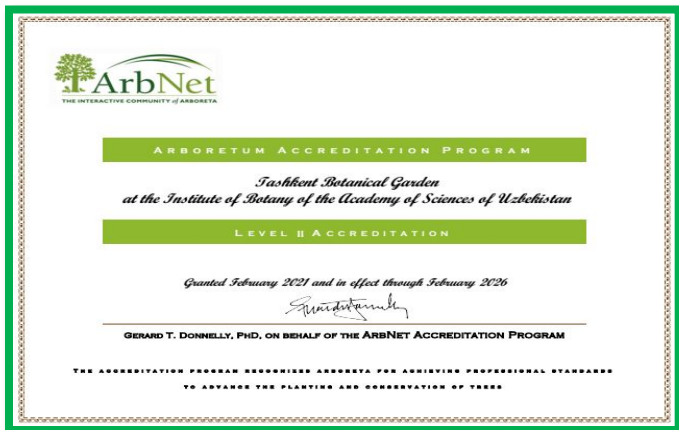 ArbNet
THE INTERACTIVE COMMUNITY of ARBORETA
ARBORETUM ACCREDITATION PROGRAM
Tashkent Botanical Garden
at the Institute of Botany of the Academy of Sciences of Uzbekistan
LEVEL II ACCREDITATION
Granted February 2021 and in effect through February 2026
GERARD T. DONNELLY, PHD, ON BEHALF OF THE ARBNET ACCREDITATION PROGRAM
THE ACCREDITATION PROGRAM RECOGNIZES ARBORETA FOR ACHIEVING PROFESSIONAL STANDARDS
TO ADVANCE THE PLANTING AND CONSERVATION OF TREES